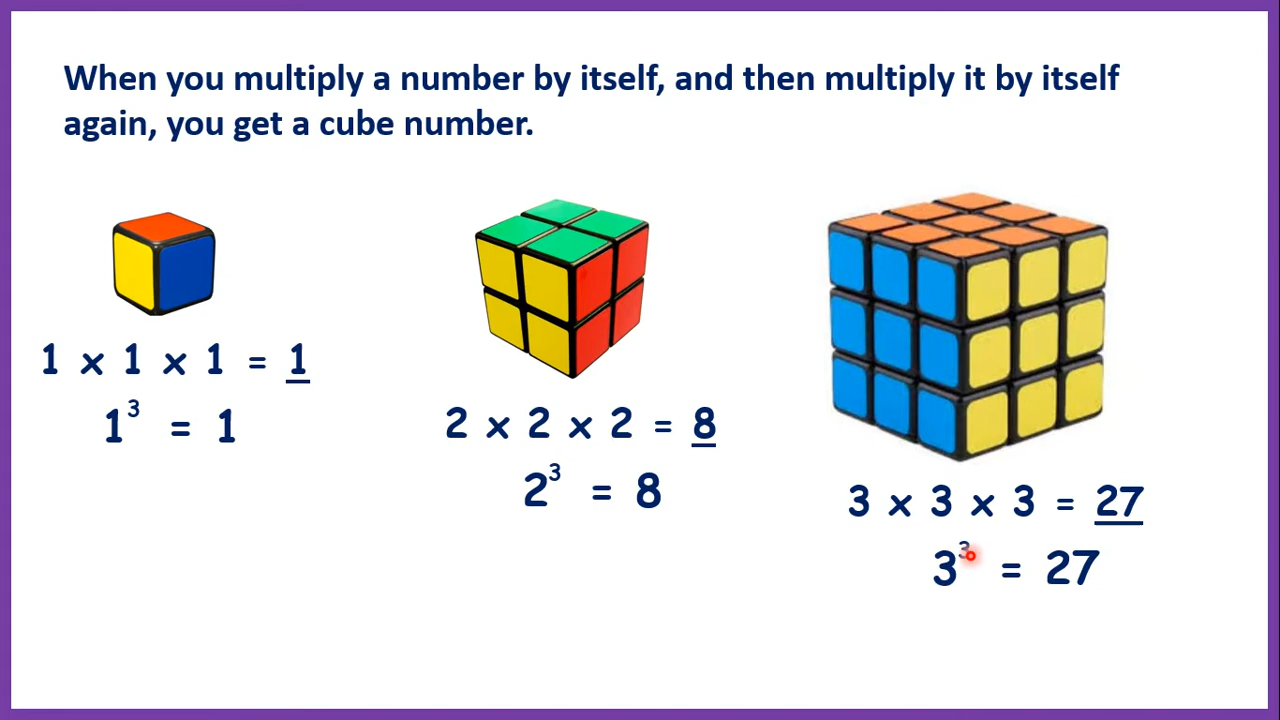 When you multiply a number by itself, and then multiply it by itself
again, you get a cube number.
1 x 1 x 1 = 1
1³ = 1
2 x 2 x 2 = 8
2³ = 8
3 x 3 x 3 = 27
3³ = 27